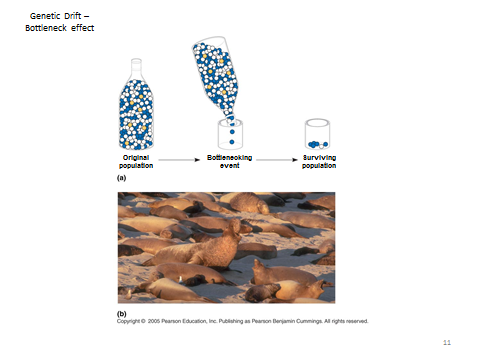 Genetic Drift –
Bottleneck effect
Original
population
Bottlenecking
event
Surviving
population
(a)
(b)
Copyright © 2005 Pearson Education, Inc. Publishing as Pearson Benjamin Cummings. All rights reserved.
11